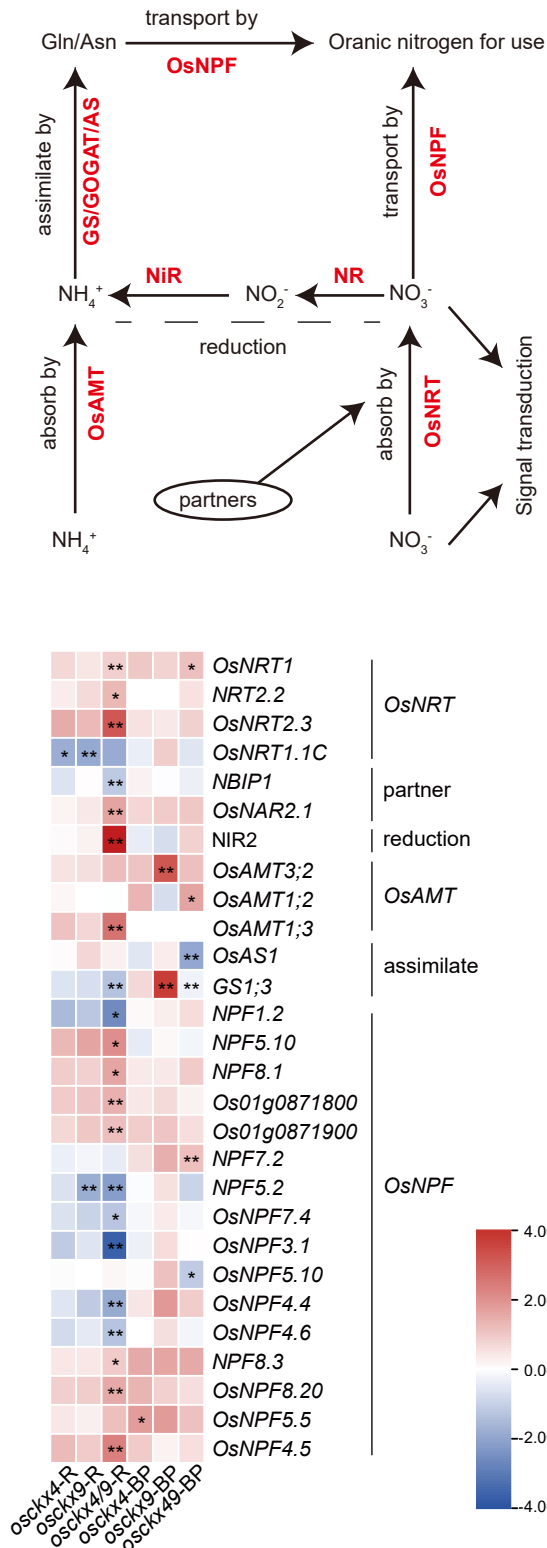 transport by
Gln/Asn
Oranic nitrogen for use
OsNPF
assimilate by
GS/GOGAT/AS
transport by
OsNPF
NiR
NR
NH₄⁺
NO₂⁻
NO₃⁻
reduction
absorb by
OsAMT
absorb by
OsNRT
Signal transduction
partners
NH₄⁺
NO₃⁻
** * OsNRT1
* NRT2.2
** OsNRT2.3
* ** OsNRT1.1C
OsNRT
** NBIP1
** OsNAR2.1
partner
** NIR2
reduction
** OsAMT3;2
* OsAMT1;2
** OsAMT1;3
OsAMT
** OsAS1
** ** ** GS1;3
assimilate
* NPF1.2
* NPF5.10
* NPF8.1
** Os01g0871800
** Os01g0871900
** NPF7.2
** ** NPF5.2
OsNPF
* OsNPF7.4
** OsNPF3.1
* OsNPF5.10
** OsNPF4.4
** OsNPF4.6
* NPF8.3
** OsNPF8.20
* OsNPF5.5
** OsNPF4.5
4.0
2.0
0.0
-2.0
-4.0
osckx4-R
osckx9-R
osckx4/9-R
osckx4-BP
osckx9-BP
osckx49-BP